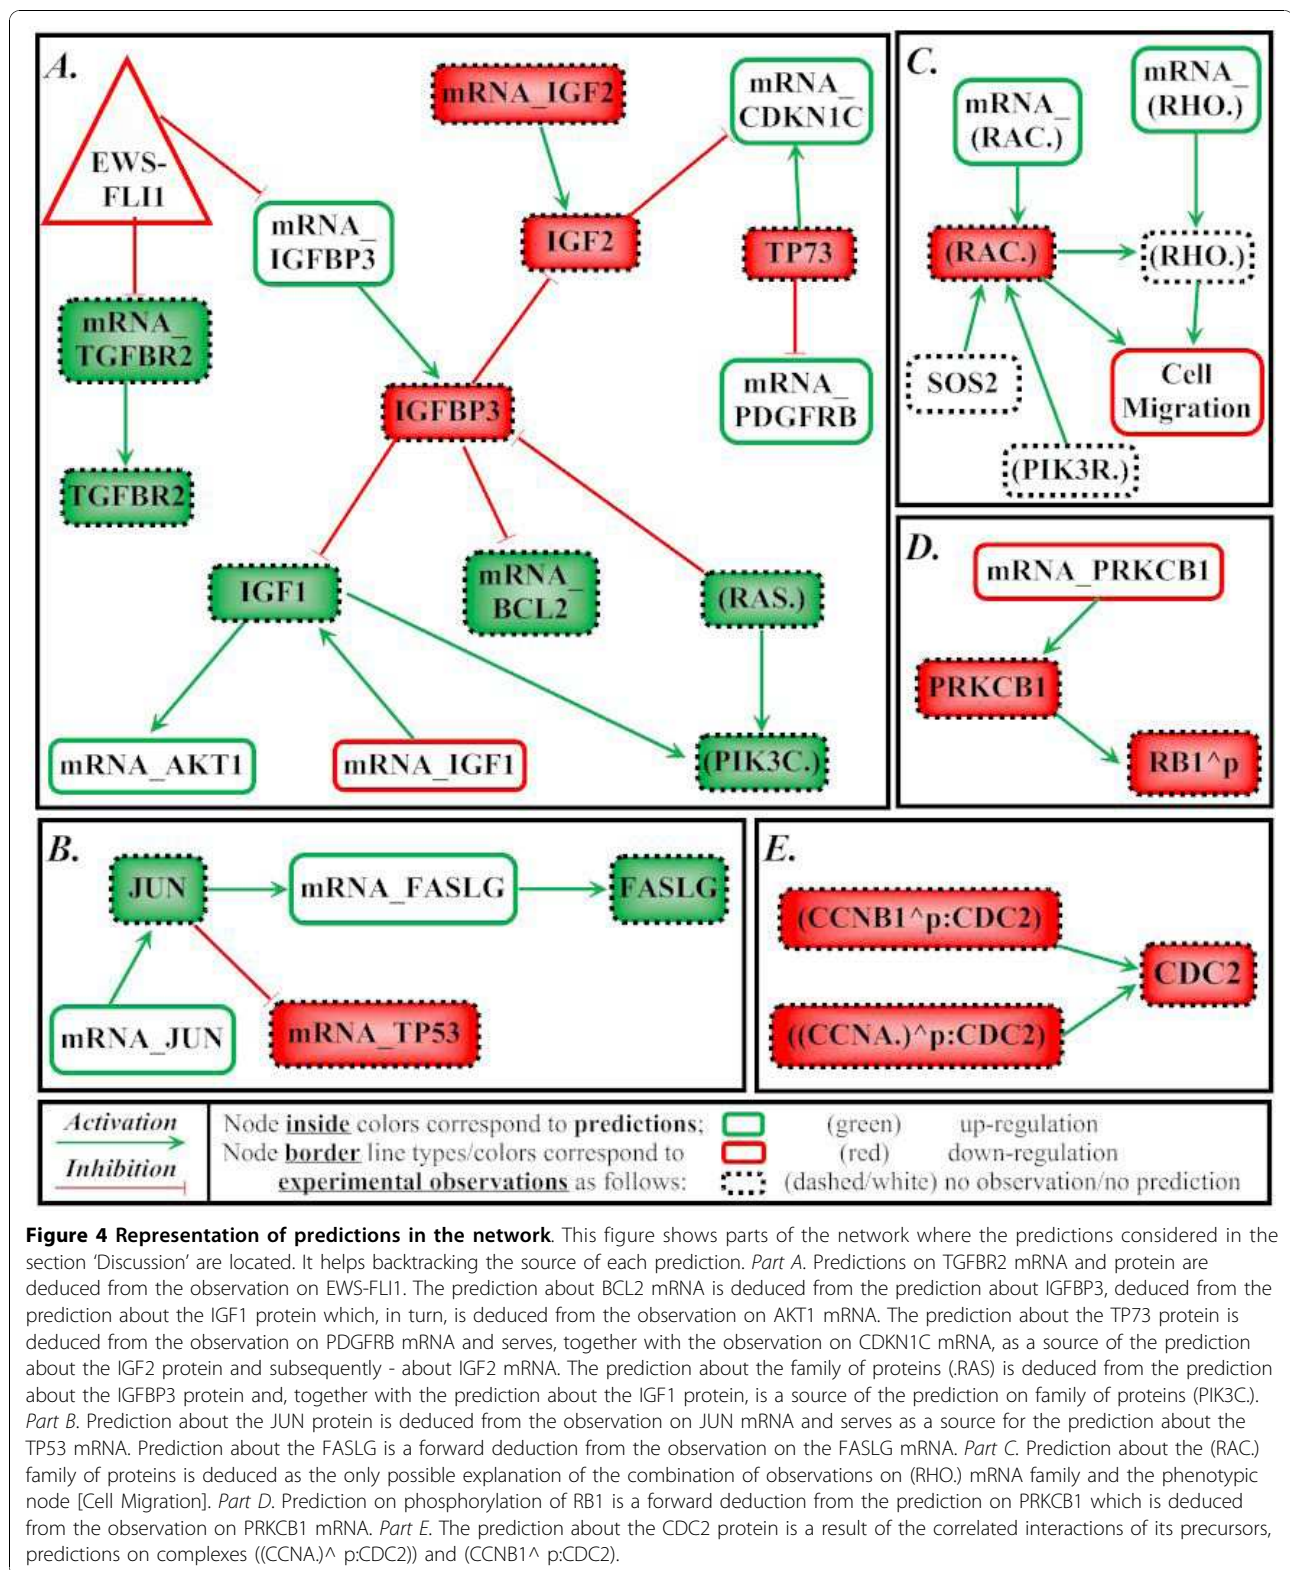 A.
EWS-
FLI1
mRNA_IGF2
mRNA_
CDKN1C
mRNA_
IGFBP3
IGF2
TP73
mRNA_
TGFBR2
mRNA_
PDGFRB
IGFBP3
TGFBR2
IGF1
mRNA_
BCL2
(RAS.)
mRNA_AKT1
mRNA_IGF1
(PIK3C.)
C.
mRNA_
(RAC.)
mRNA_
(RHO.)
(RAC.)
(RHO.)
SOS2
Cell
Migration
(PIK3R.)
D.
mRNA_PRKCB1
PRKCB1
RB1^p
B.
JUN
mRNA_FASLG
FASLG
mRNA_JUN
mRNA_TP53
E.
(CCNB1^p:CDC2)
CDC2
((CCNA.)^p:CDC2)
Activation
Inhibition
Node inside colors correspond to predictions; (green) up-regulation
Node border line types/colors correspond to (red) down-regulation
experimental observations as follows: (dashed/white) no observation/no prediction
Figure 4 Representation of predictions in the network. This figure shows parts of the network where the predictions considered in the
section ‘Discussion’ are located. It helps backtracking the source of each prediction. Part A. Predictions on TGFBR2 mRNA and protein are
deduced from the observation on EWS-FLI1. The prediction about BCL2 mRNA is deduced from the prediction about IGFBP3, deduced from the
prediction about the IGF1 protein which, in turn, is deduced from the observation on AKT1 mRNA. The prediction about the TP73 protein is
deduced from the observation on PDGFRB mRNA and serves, together with the observation on CDKN1C mRNA, as a source of the prediction
about the IGF2 protein and subsequently - about IGF2 mRNA. The prediction about the family of proteins (.RAS) is deduced from the prediction
about the IGFBP3 protein and, together with the prediction about the IGF1 protein, is a source of the prediction on family of proteins (PIK3C.).
Part B. Prediction about the JUN protein is deduced from the observation on JUN mRNA and serves as a source for the prediction about the
TP53 mRNA. Prediction about the FASLG is a forward deduction from the observation on the FASLG mRNA. Part C. Prediction about the (RAC.)
family of proteins is deduced as the only possible explanation of the combination of observations on (RHO.) mRNA family and the phenotypic
node [Cell Migration]. Part D. Prediction on phosphorylation of RB1 is a forward deduction from the prediction on PRKCB1 which is deduced
from the observation on PRKCB1 mRNA. Part E. The prediction about the CDC2 protein is a result of the correlated interactions of its precursors,
predictions on complexes ((CCNA.)^ p:CDC2)) and (CCNB1^ p:CDC2).